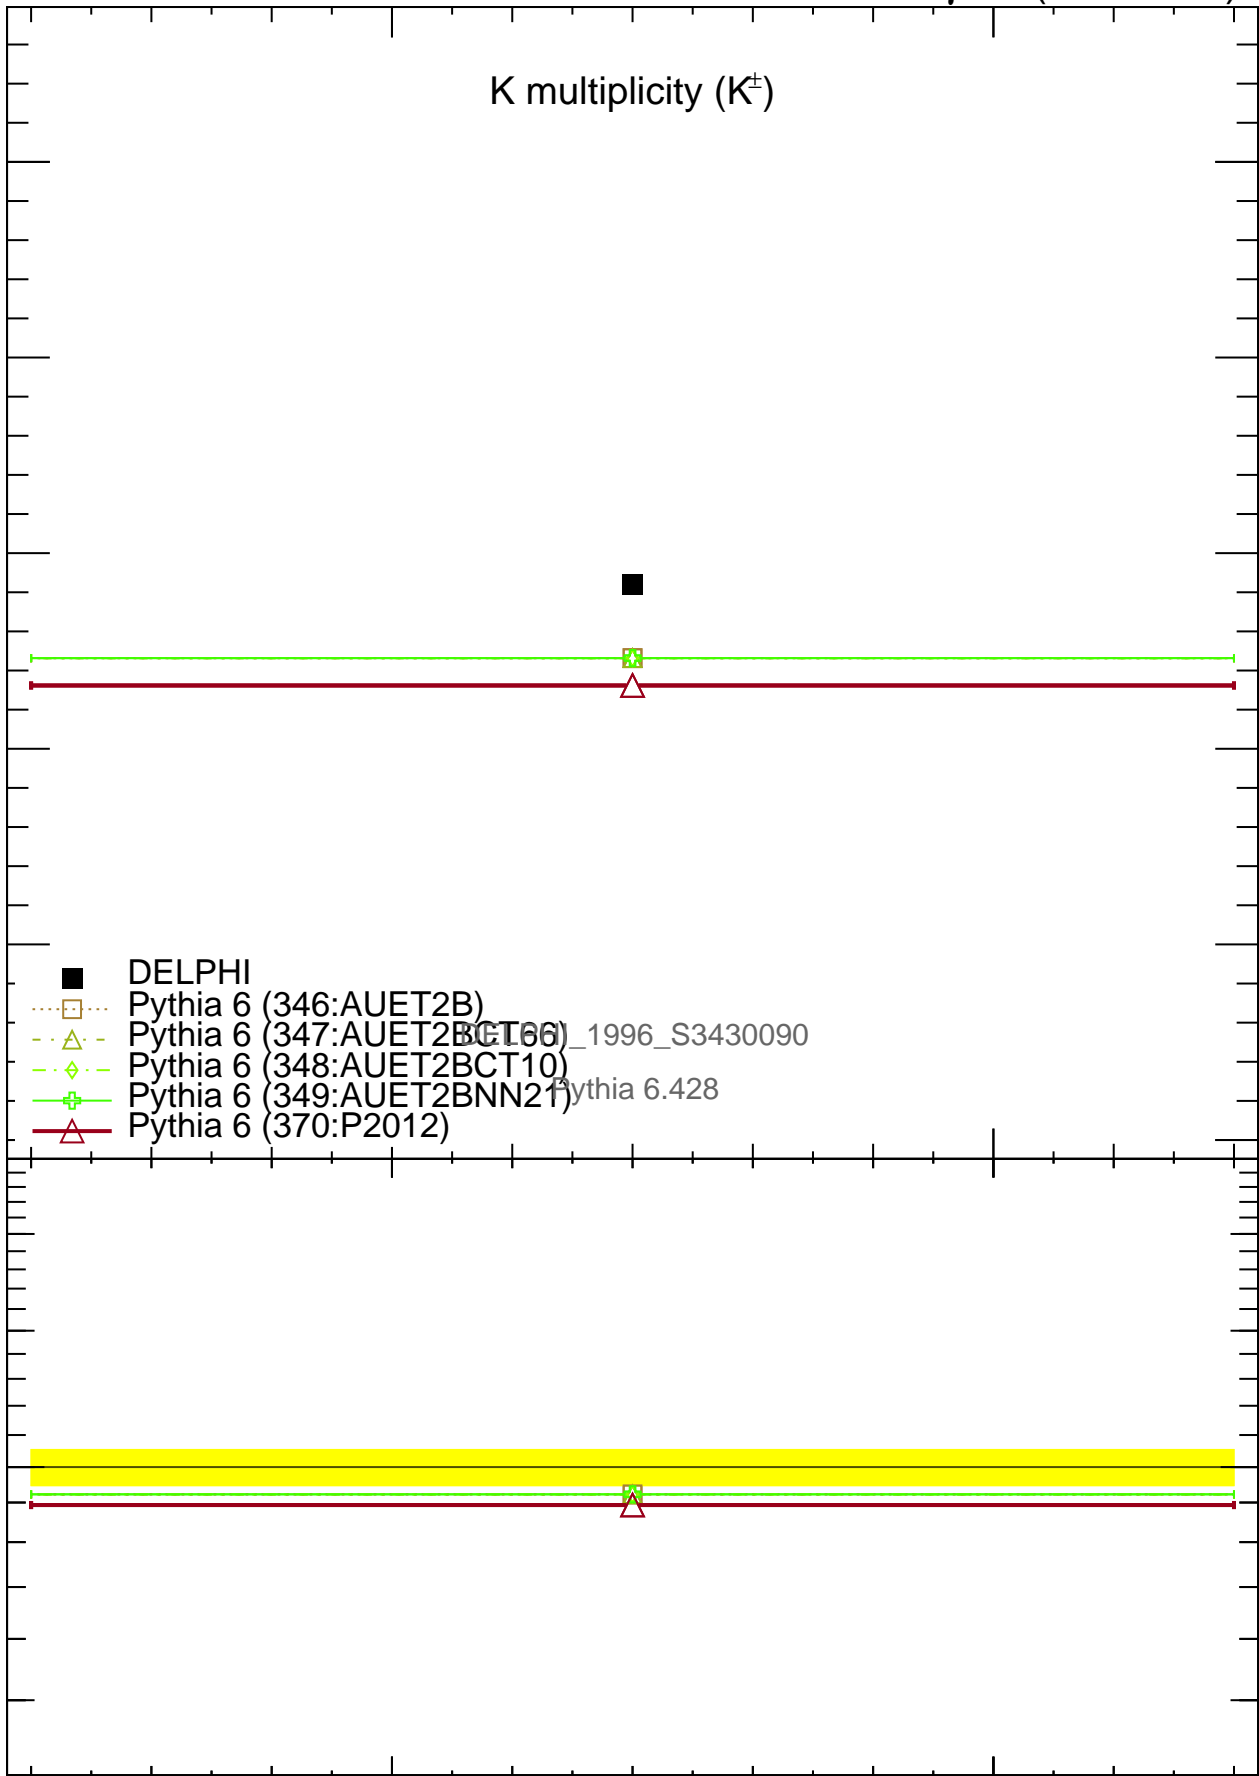 K multiplicity (K±)
DELPHI
Pythia 6 (346:AUET2B)
Pythia 6 (347:AUET2BCT66)
DELPHI_1996_S3430090
Pythia 6 (348:AUET2BCT10)
Pythia 6 (349:AUET2BNN21)
Pythia 6.428
Pythia 6 (370:P2012)